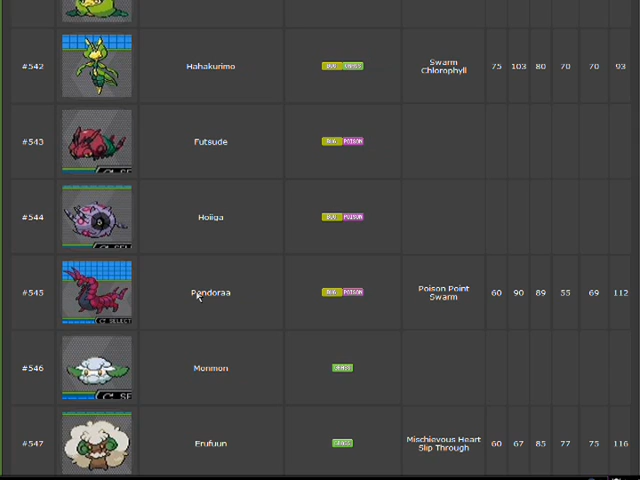 #542 Hahakurimo BUG GRASS Swarm Chlorophyll 75 103 80 70 70 93
#543 Futsude BUG POISON
#544 Hoiiga BUG POISON
#545 Pendoraa BUG POISON Poison Point Swarm 60 90 89 55 69 112
C SELECT
#546 Monmon GRASS
#547 Erufuun GRASS Mischievous Heart Slip Through 60 67 85 77 75 116